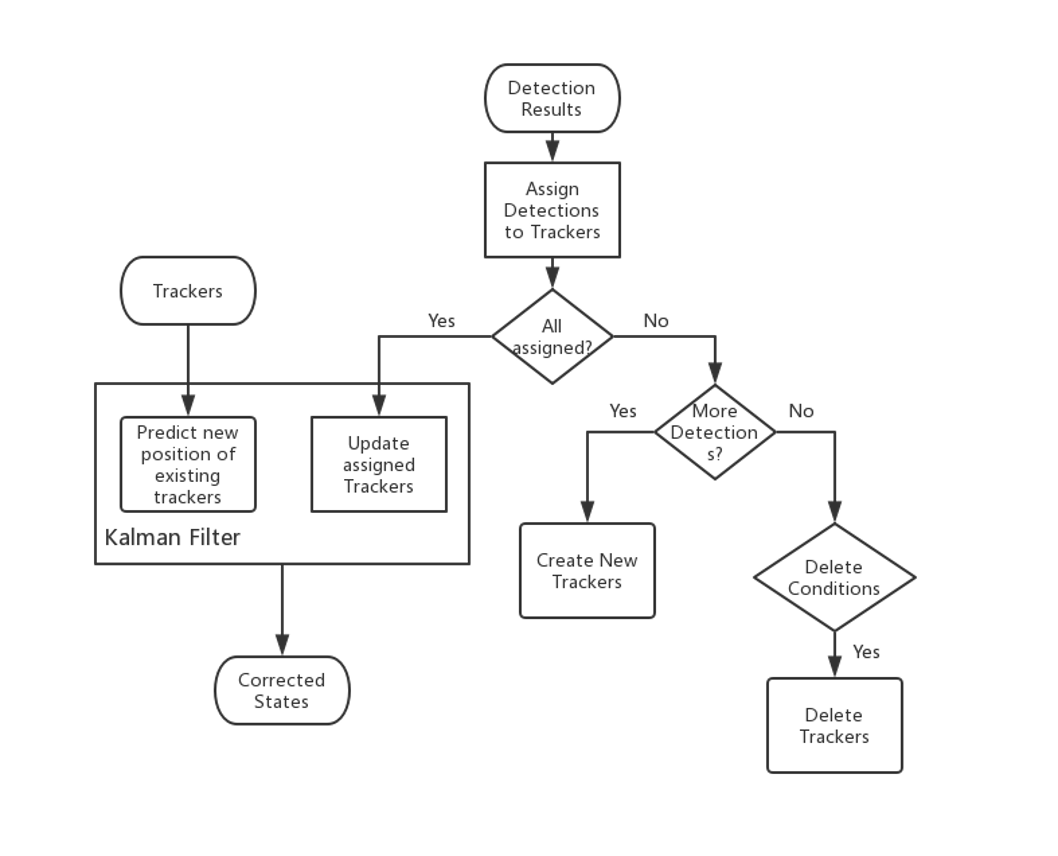 Detection
Results
Assign
Detections
to Trackers
Trackers
All
assigned?
Yes
No
Predict new
position of
existing
trackers
Update
assigned
Trackers
Kalman Filter
More
Detection
s?
Yes
No
Create New
Trackers
Delete
Conditions
Yes
Corrected
States
Delete
Trackers